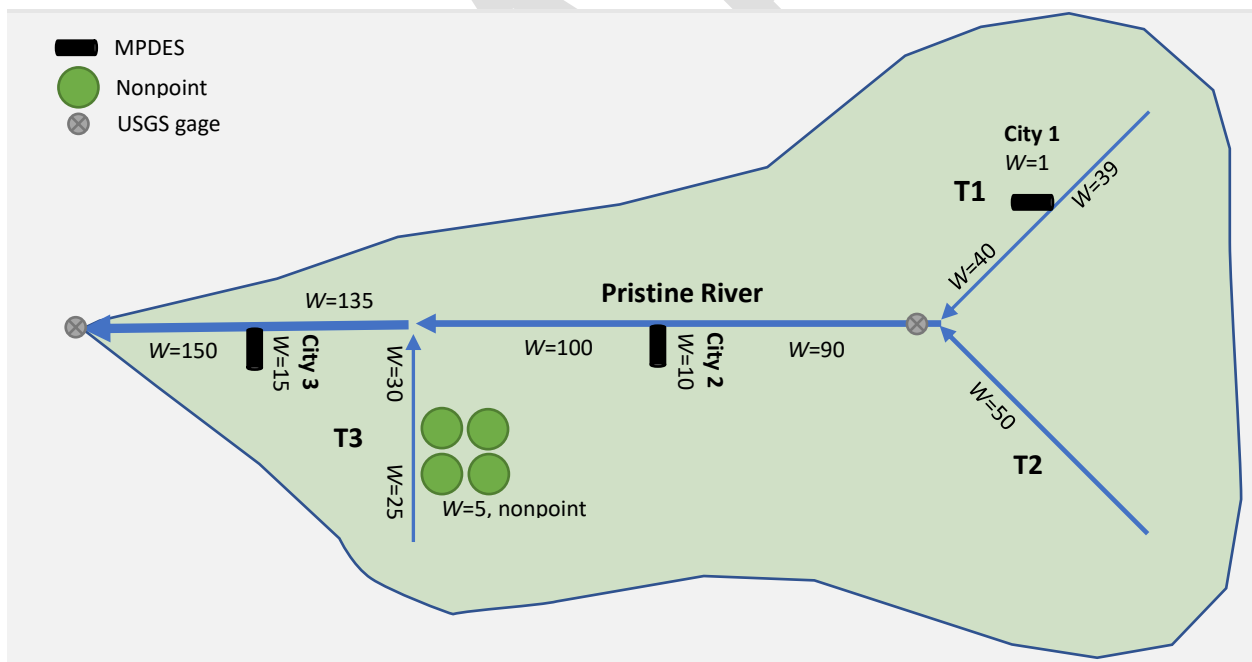 MPDES
Nonpoint
USGS gage
City 1
W=1
T1
W=39
W=40
Pristine River
W=135
W=150
City 3
W=15
W=30
W=100
City 2
W=10
W=90
W=50
T2
T3
W=25
W=5, nonpoint